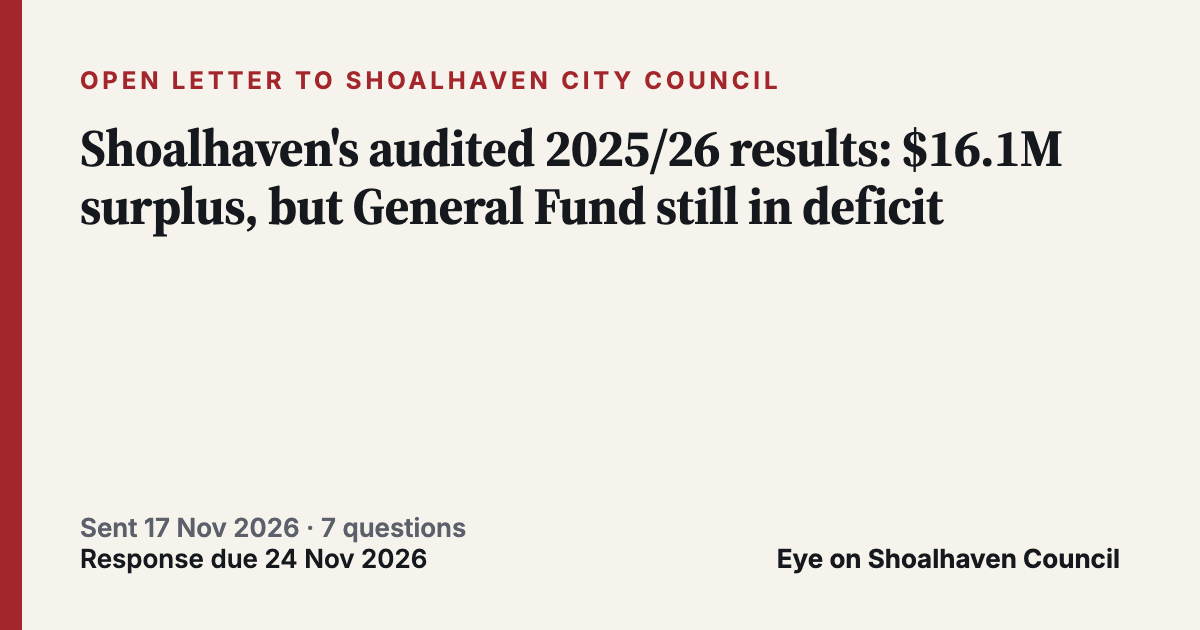 OPEN LETTER TO SHOALHAVEN CITY COUNCIL
Shoalhaven's audited 2025/26 results: $16.1M
surplus, but General Fund still in deficit
Sent 17 Nov 2026 · 7 questions
Response due 24 Nov 2026
Eye on Shoalhaven Council